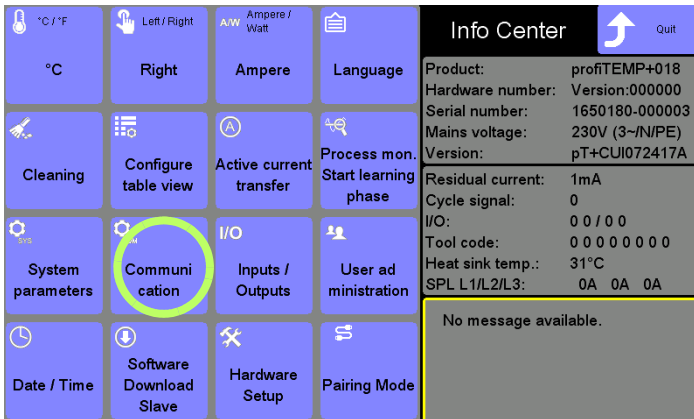 °C / °F
Left / Right
A/W Ampere / Watt
°C
Right
Ampere
Language
Cleaning
Configure
table view
A
Active current
transfer
Process mon.
Start learning
phase
SYS
System
parameters
Communi
cation
I/O
Inputs /
Outputs
User ad
ministration
Date / Time
Software
Download
Slave
Hardware
Setup
Pairing Mode
Info Center
Quit
Product: profiTEMP+018
Hardware number: Version:000000
Serial number: 1650180-000003
Mains voltage: 230V (3~/N/PE)
Version: pT+CUI072417A
Residual current: 1mA
Cycle signal: 0
I/O: 0 0 / 0 0
Tool code: 0 0 0 0 0 0 0 0
Heat sink temp.: 31°C
SPL L1/L2/L3: 0A 0A 0A
No message available.